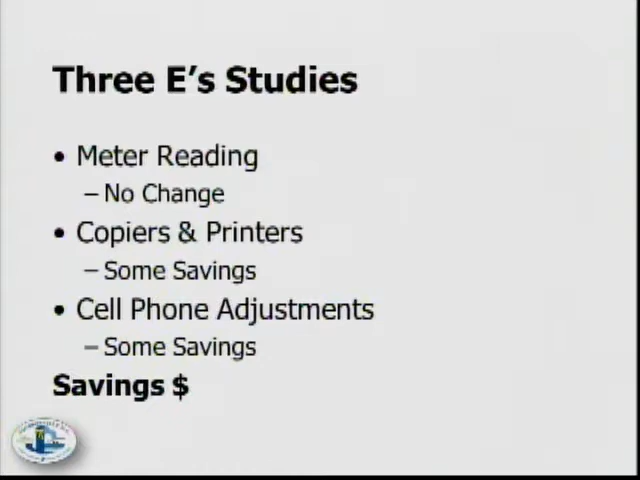 Three E’s Studies
• Meter Reading
– No Change
• Copiers & Printers
– Some Savings
• Cell Phone Adjustments
– Some Savings
Savings $